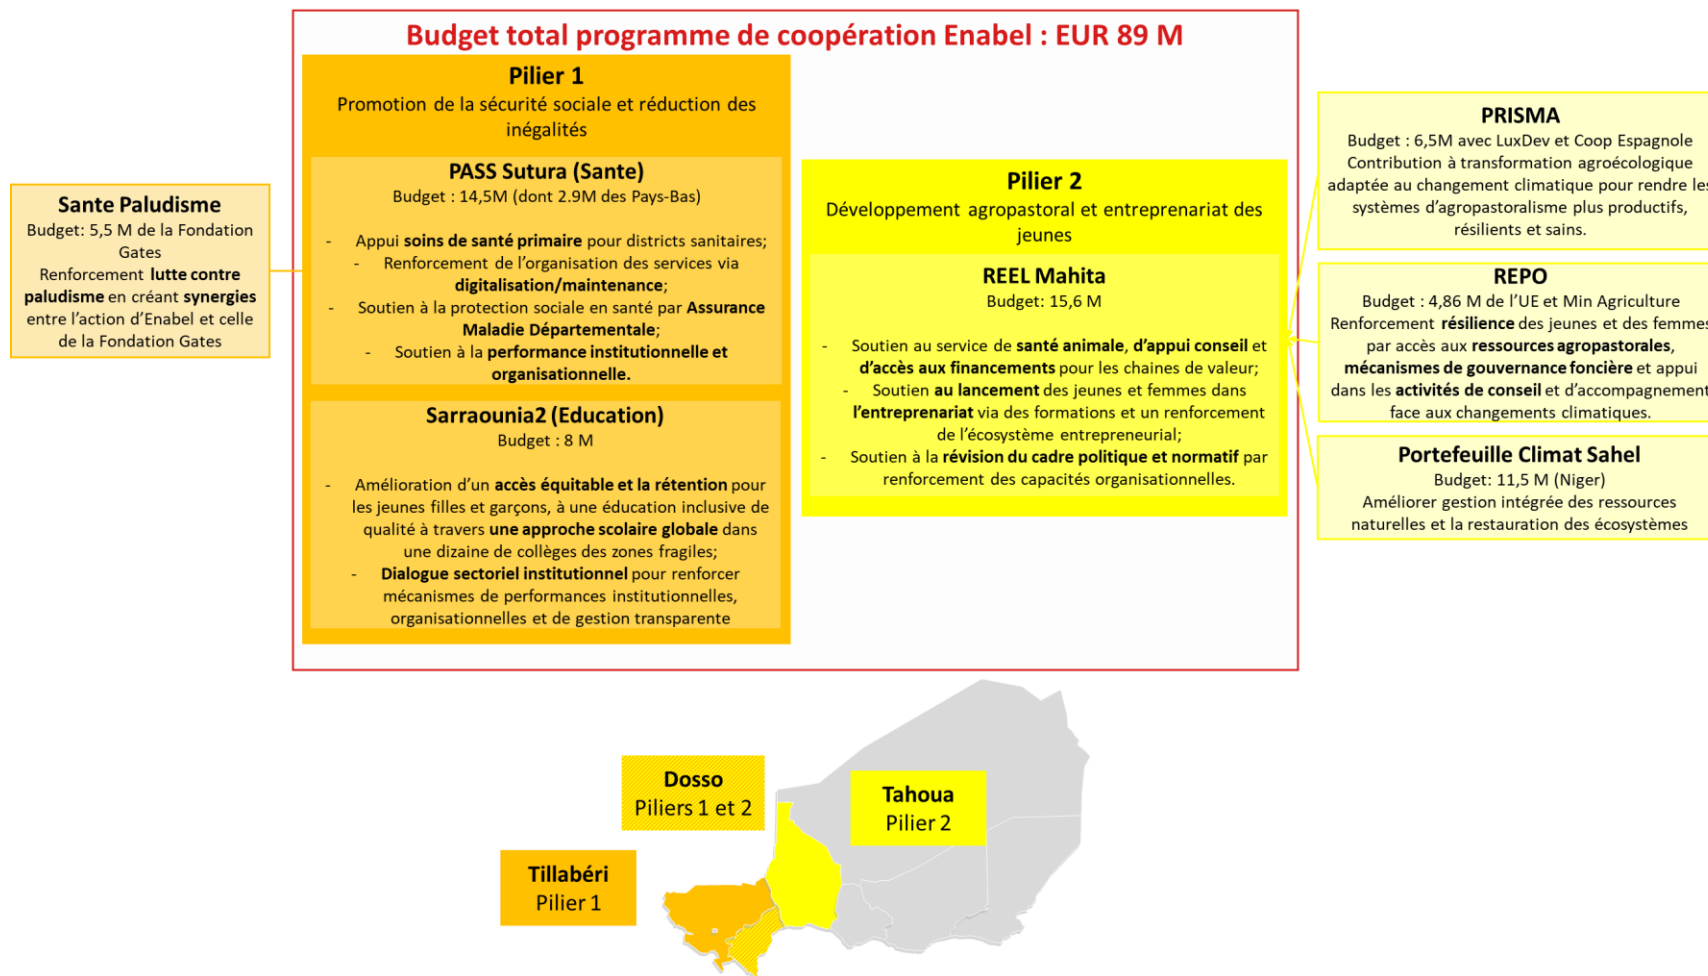 Budget total programme de coopération Enabel : EUR 89 M
Pilier 1
Promotion de la sécurité sociale et réduction des
inégalités
PASS Sutura (Sante)
Budget : 14,5M (dont 2.9M des Pays-Bas)
- Appui soins de santé primaire pour districts sanitaires;
- Renforcement de l'organisation des services via
digitalisation/maintenance;
- Soutien à la protection sociale en santé par Assurance
Maladie Départementale;
- Soutien à la performance institutionnelle et
organisationnelle.
Sarraounia2 (Education)
Budget : 8 M
- Amélioration d'un accès équitable et la rétention pour
les jeunes filles et garçons, à une éducation inclusive de
qualité à travers une approche scolaire globale dans
une dizaine de collèges des zones fragiles;
- Dialogue sectoriel institutionnel pour renforcer
mécanismes de performances institutionnelles,
organisationnelles et de gestion transparente
Sante Paludisme
Budget: 5,5 M de la Fondation
Gates
Renforcement lutte contre
paludisme en créant synergies
entre l'action d'Enabel et celle
de la Fondation Gates
Pilier 2
Développement agropastoral et entreprenariat des
jeunes
REEL Mahita
Budget: 15,6 M
- Soutien au service de santé animale, d'appui conseil et
d'accès aux financements pour les chaines de valeur;
- Soutien au lancement des jeunes et femmes dans
l'entreprenariat via des formations et un renforcement
de l'écosystème entrepreneurial;
- Soutien à la révision du cadre politique et normatif par
renforcement des capacités organisationnelles.
PRISMA
Budget : 6,5M avec LuxDev et Coop Espagnole
Contribution à transformation agroécologique
adaptée au changement climatique pour rendre les
systèmes d'agropastoralisme plus productifs,
résilients et sains.
REPO
Budget : 4,86 M de l'UE et Min Agriculture
Renforcement résilience des jeunes et des femmes
par accès aux ressources agropastorales,
mécanismes de gouvernance foncière et appui
dans les activités de conseil et d'accompagnement
face aux changements climatiques.
Portefeuille Climat Sahel
Budget: 11,5 M (Niger)
Améliorer gestion intégrée des ressources
naturelles et la restauration des écosystèmes
Dosso
Piliers 1 et 2
Tahoua
Pilier 2
Tillabéri
Pilier 1